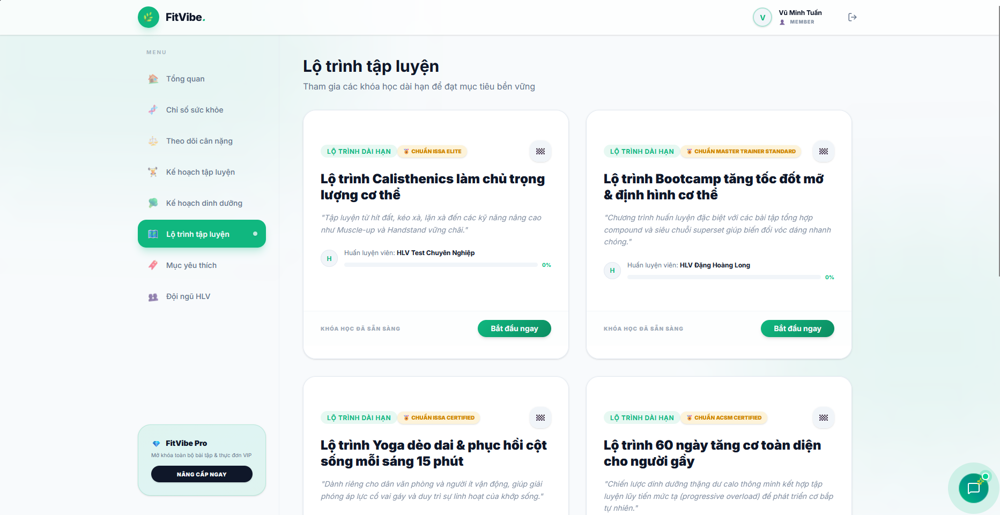 FitVibe.
V
Vũ Minh Tuấn
MEMBER
MENU
Tổng quan
Chỉ số sức khỏe
Theo dõi cân nặng
Kế hoạch tập luyện
Kế hoạch dinh dưỡng
Lộ trình tập luyện
Mục yêu thích
Đội ngũ HLV
FitVibe Pro
Mở khóa toàn bộ bài tập & thực đơn VIP
NÂNG CẤP NGAY
Lộ trình tập luyện
Tham gia các khóa học dài hạn để đạt mục tiêu bền vững
LỘ TRÌNH DÀI HẠN CHUẨN ISSA ELITE
Lộ trình Calisthenics làm chủ trọng
lượng cơ thể
"Tập luyện từ hít đất, kéo xà, lặn xà đến các kỹ năng nâng cao
như Muscle-up và Handstand vững chãi."
H
Huấn luyện viên: HLV Test Chuyên Nghiệp
0%
KHÓA HỌC ĐÃ SẴN SÀNG
Bắt đầu ngay
LỘ TRÌNH DÀI HẠN CHUẨN MASTER TRAINER STANDARD
Lộ trình Bootcamp tăng tốc đốt mỡ
& định hình cơ thể
"Chương trình huấn luyện đặc biệt với các bài tập tổng hợp
compound và siêu chuỗi superset giúp biến đổi vóc dáng nhanh
chóng."
H
Huấn luyện viên: HLV Đặng Hoàng Long
0%
KHÓA HỌC ĐÃ SẴN SÀNG
Bắt đầu ngay
LỘ TRÌNH DÀI HẠN CHUẨN ISSA CERTIFIED
Lộ trình Yoga dẻo dai & phục hồi cột
sống mỗi sáng 15 phút
"Dành riêng cho dân văn phòng và người ít vận động, giúp giải
phóng áp lực cổ vai gáy và duy trì sự linh hoạt của khớp sống."
LỘ TRÌNH DÀI HẠN CHUẨN ACSM CERTIFIED
Lộ trình 60 ngày tăng cơ toàn diện
cho người gầy
"Chiến lược dinh dưỡng thặng dư calo thông minh kết hợp tập
luyện lũy tiến mức tạ (progressive overload) để phát triển cơ bắp
tự nhiên."